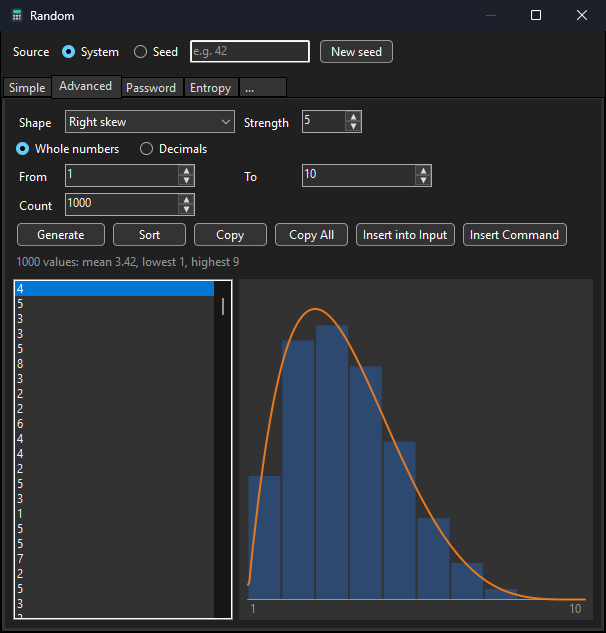 Random
Source System Seed e.g. 42 New seed
Simple Advanced Password Entropy ...
Shape Right skew Strength 5
Whole numbers Decimals
From 1 To 10
Count 1000
Generate Sort Copy Copy All Insert into Input Insert Command
1000 values: mean 3.42, lowest 1, highest 9
4
5
3
3
5
8
3
2
2
6
4
4
2
5
3
1
5
5
7
2
5
3
1 10